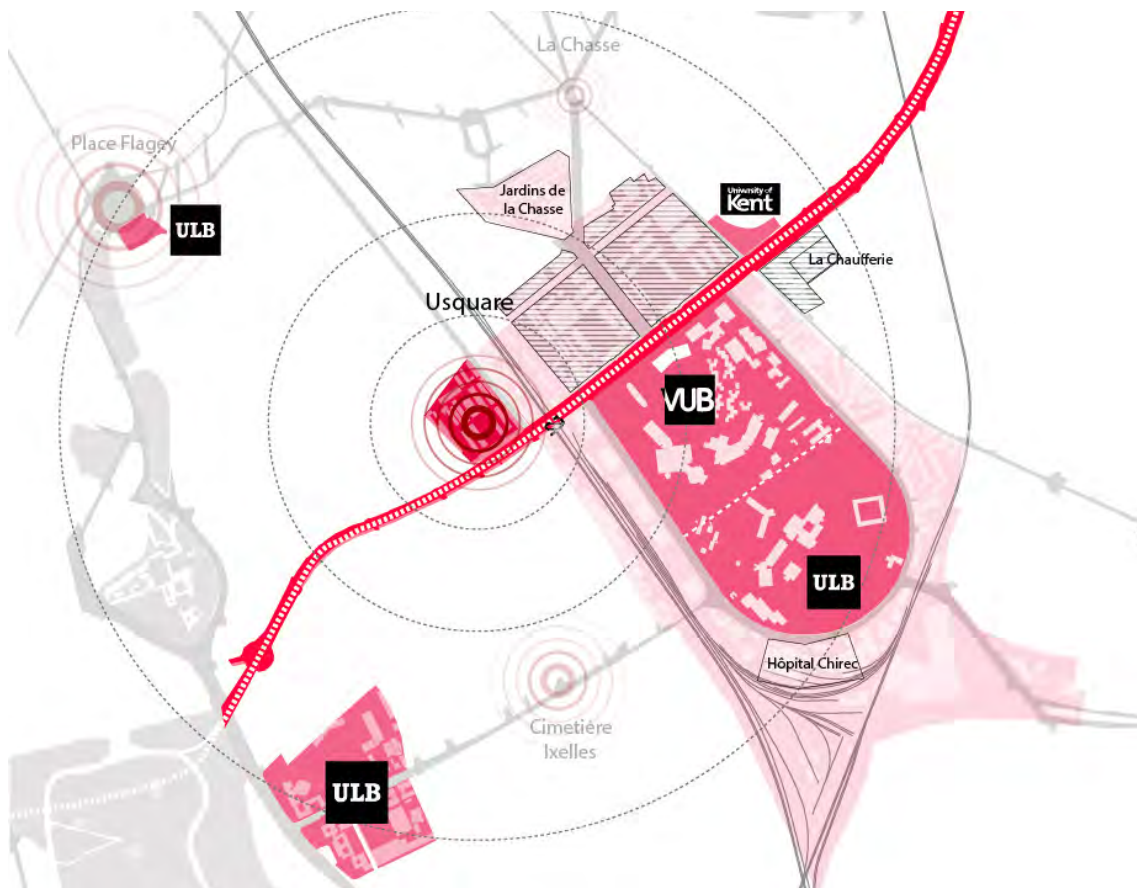 La Chasse
Place Flagey
ULB
Jardins de
la Chasse
University of
Kent
La Chaufferie
Usquare
VUB
ULB
Hôpital Chirec
Cimetiére
Ixelles
ULB